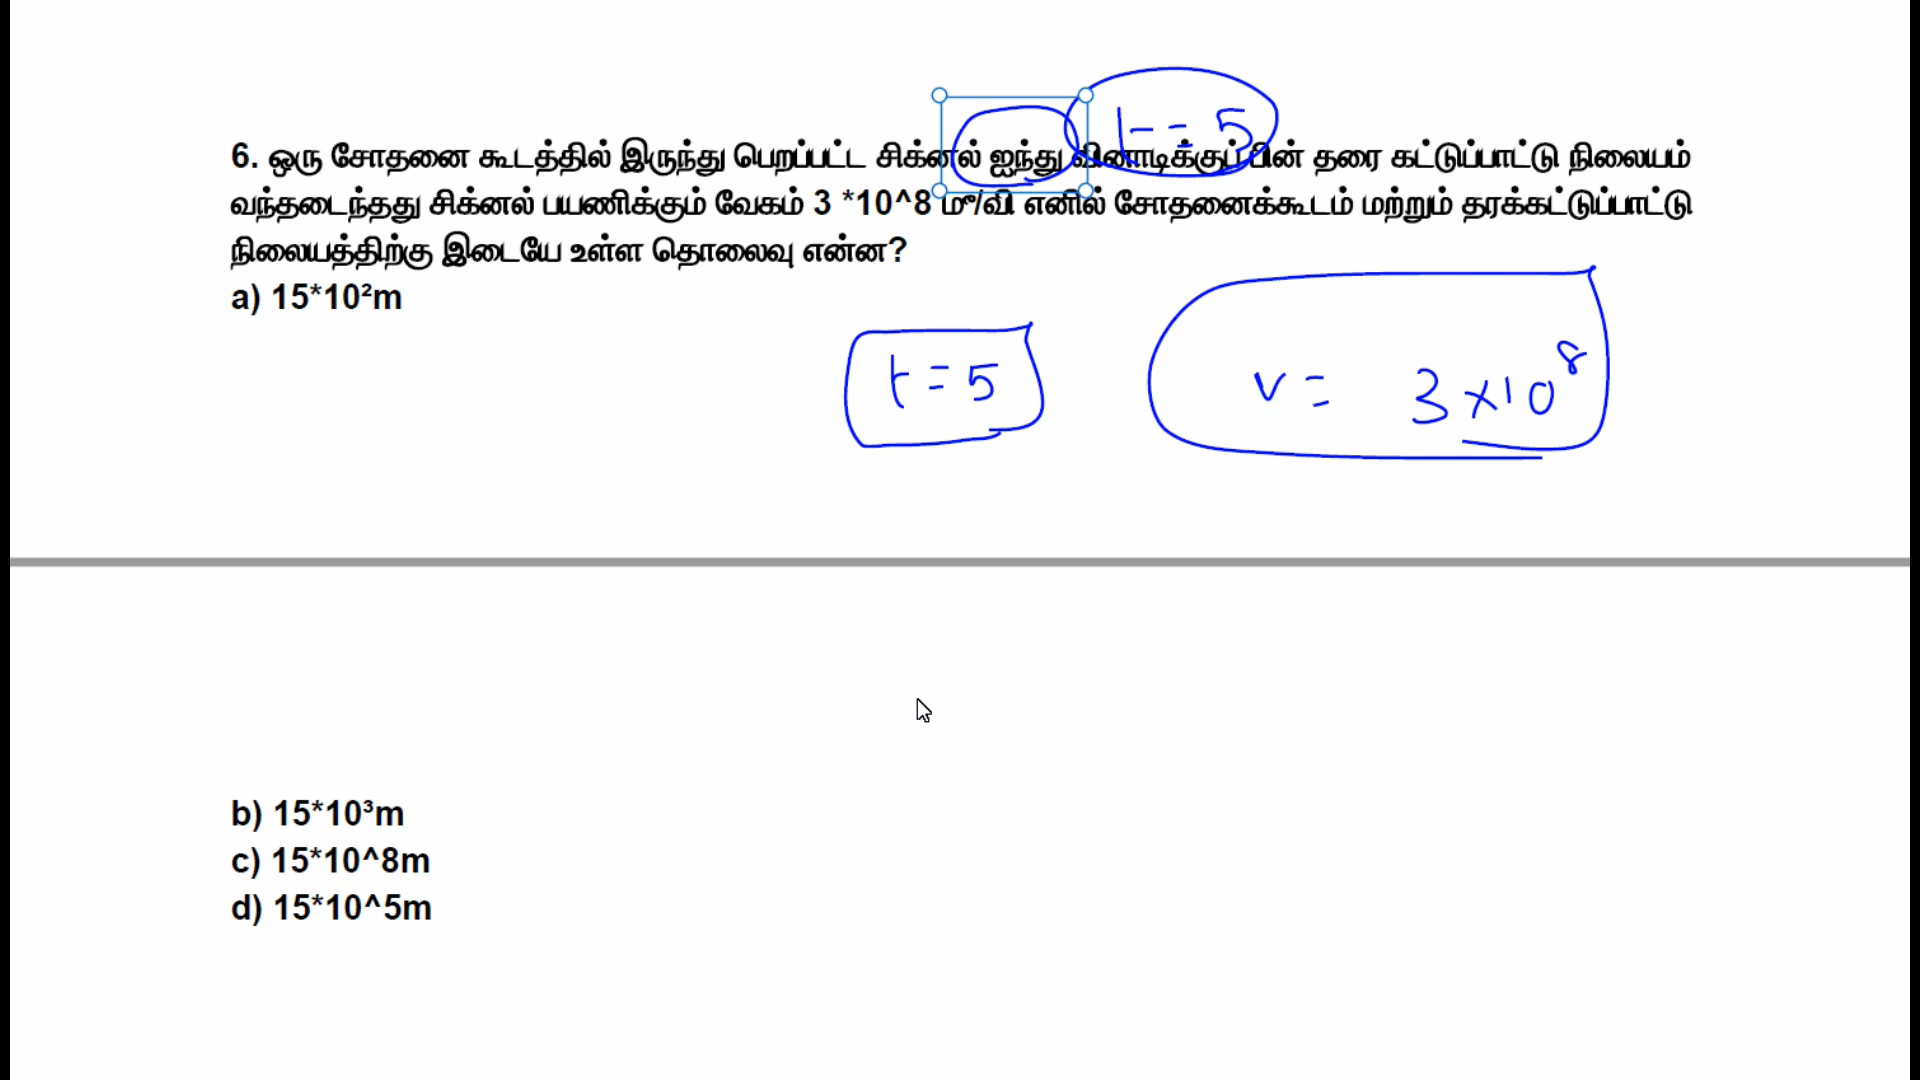 t = 5
6. ஒரு சோதனை கூடத்தில் இருந்து பெறப்பட்ட சிக்னல் ஐந்து வினாடிக்குப் பின் தரை கட்டுப்பாட்டு நிலையம்
வந்தடைந்தது சிக்னல் பயணிக்கும் வேகம் 3 *10^8 மீ/வி எனில் சோதனைக்கூடம் மற்றும் தரக்கட்டுப்பாட்டு
நிலையத்திற்கு இடையே உள்ள தொலைவு என்ன?
a) 15*10²m
t = 5
v = 3 × 10⁸
b) 15*10³m
c) 15*10^8m
d) 15*10^5m